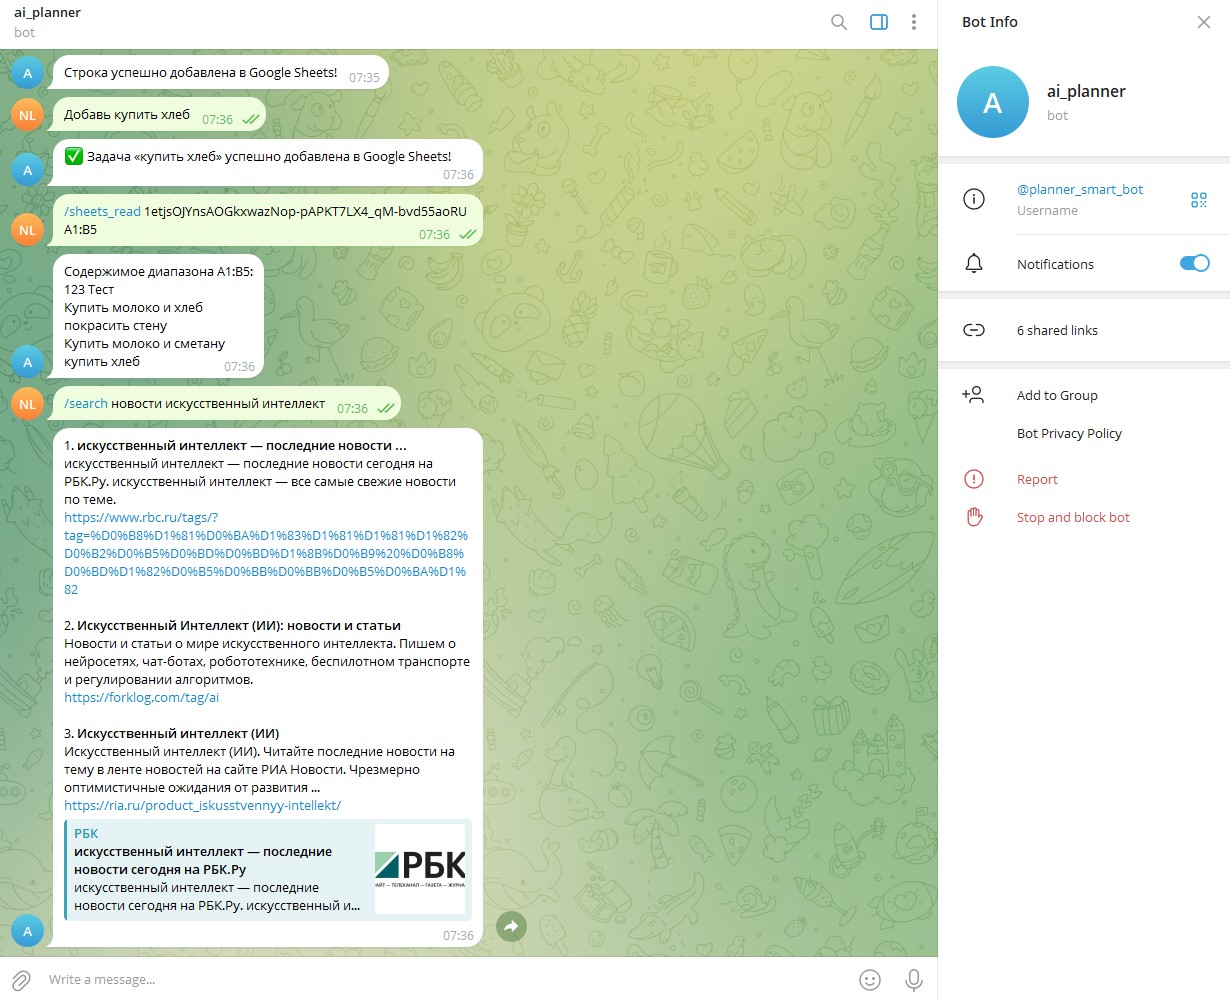 ai_planner
bot
A
Строка успешно добавлена в Google Sheets!
07:35
NL
Добавь купить хлеб
07:36
A
✅ Задача «купить хлеб» успешно добавлена в Google Sheets!
07:36
NL
/sheets_read 1etjsOJYnsAOGkxwazNop-pAPKT7LX4_qM-bvd55aoRU
A1:B5
07:36
Содержимое диапазона A1:B5:
123 Тест
Купить молоко и хлеб
покрасить стену
Купить молоко и сметану
купить хлеб
07:36
A
NL
/search новости искусственный интеллект
07:36
1. искусственный интеллект — последние новости ...
искусственный интеллект — последние новости сегодня на
РБК.Ру. искусственный интеллект — все самые свежие новости
по теме.
https://www.rbc.ru/tags/?
tag=%D0%B8%D1%81%D0%BA%D1%83%D1%81%D1%81%D1%82%
D0%B2%D0%B5%D0%BD%D0%BD%D1%8B%D0%B9%20%D0%B8%
D0%BD%D1%82%D0%B5%D0%BB%D0%BB%D0%B5%D0%BA%D1%
82
2. Искусственный Интеллект (ИИ): новости и статьи
Новости и статьи о мире искусственного интеллекта. Пишем о
нейросетях, чат-ботах, робототехнике, беспилотном транспорте
и регулировании алгоритмов.
https://forklog.com/tag/ai
3. Искусственный интеллект (ИИ)
Искусственный интеллект (ИИ). Читайте последние новости на
тему в ленте новостей на сайте РИА Новости. Чрезмерно
оптимистичные ожидания от развития ...
https://ria.ru/product_iskusstvennyy-intellekt/
РБК
искусственный интеллект — последние
новости сегодня на РБК.Ру
искусственный интеллект — последние
новости сегодня на РБК.Ру. искусственный и...
РБК
АЙТ — ТЕЛЕКАНАЛ — ГАЗЕТА — ЖУРНА
A
07:36
Write a message...
Bot Info
A
ai_planner
bot
@planner_smart_bot
Username
Notifications
6 shared links
Add to Group
Bot Privacy Policy
Report
Stop and block bot